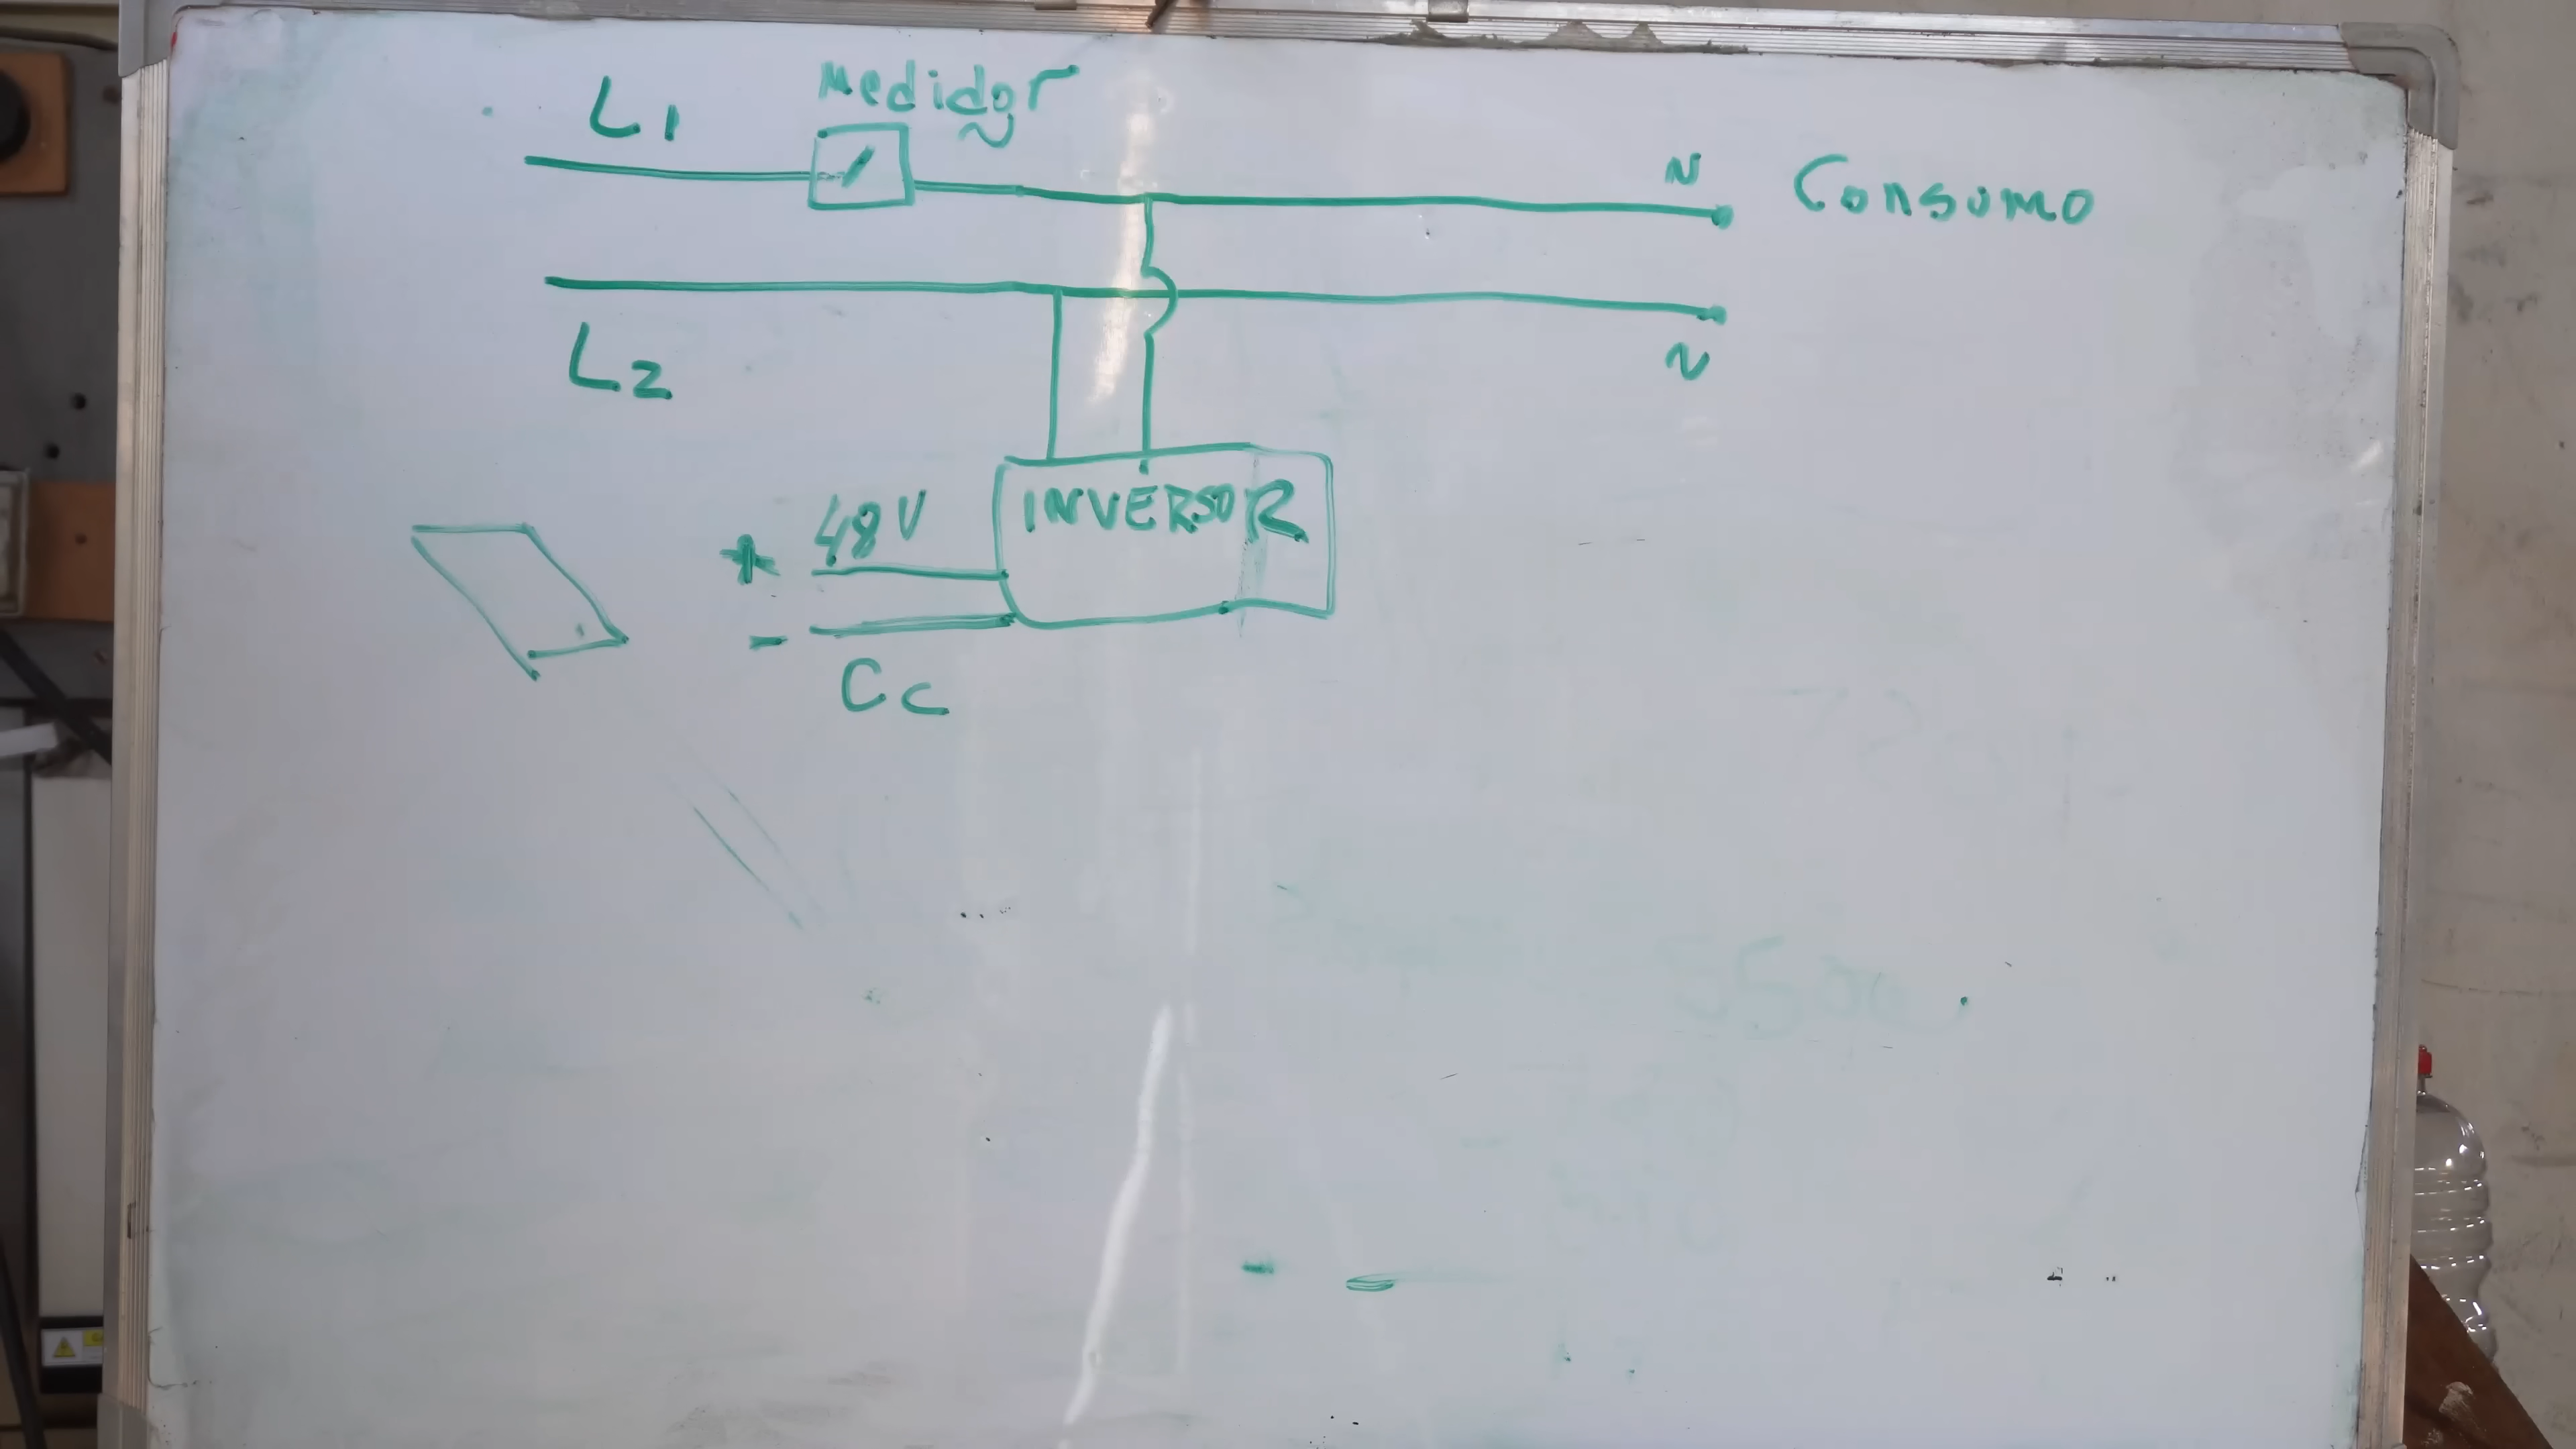 Medidor
L1
~
N Consumo
L2
~
48V
INVERSOR
+
-
Cc